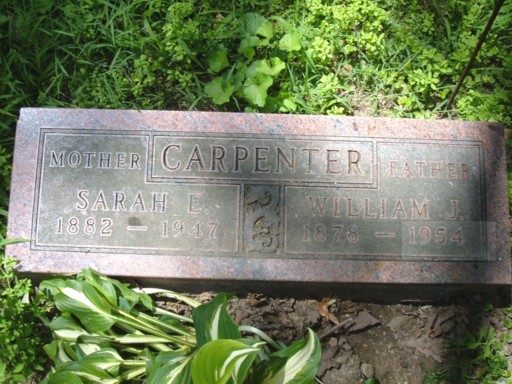 MOTHER CARPENTER FATHER
SARAH E. WILLIAM J.
1882 — 1947 1878 — 1954